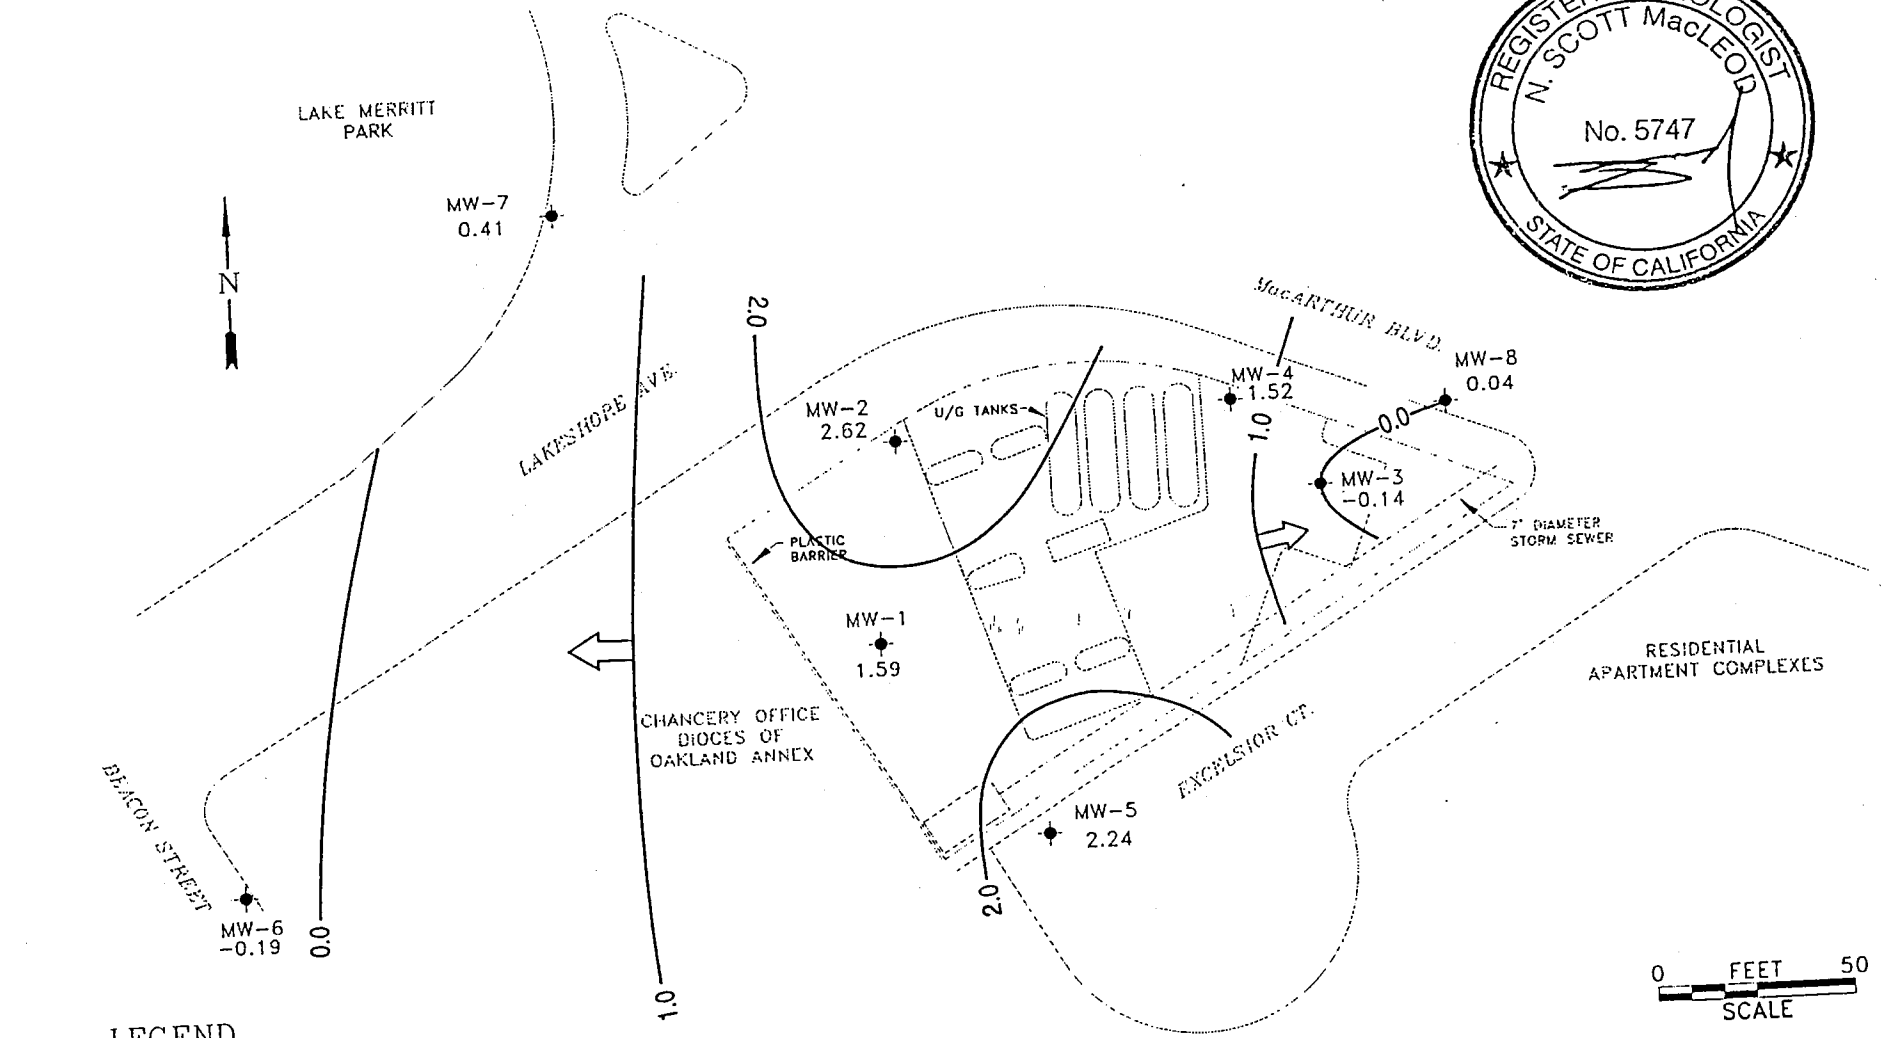 LAKE MERRITT
PARK
REGISTERED GEOLOGIST
N. SCOTT MacLEOD
No. 5747
STATE OF CALIFORNIA
MW-7
0.41
N
2.0
MacARTHUR BLVD.
MW-8
0.04
MW-4
1.52
LAKESHORE AVE.
MW-2
2.62
U/G TANKS
1.0
0.0
MW-3
-0.14
7' DIAMETER
STORM SEWER
PLASTIC
BARRIER
MW-1
1.59
RESIDENTIAL
APARTMENT COMPLEXES
CHANCERY OFFICE
DIOCES OF
OAKLAND ANNEX
EXCELSIOR CT.
BEACON STREET
MW-5
2.24
2.0
MW-6
-0.19
0.0
1.0
0 FEET 50
SCALE
LEGEND